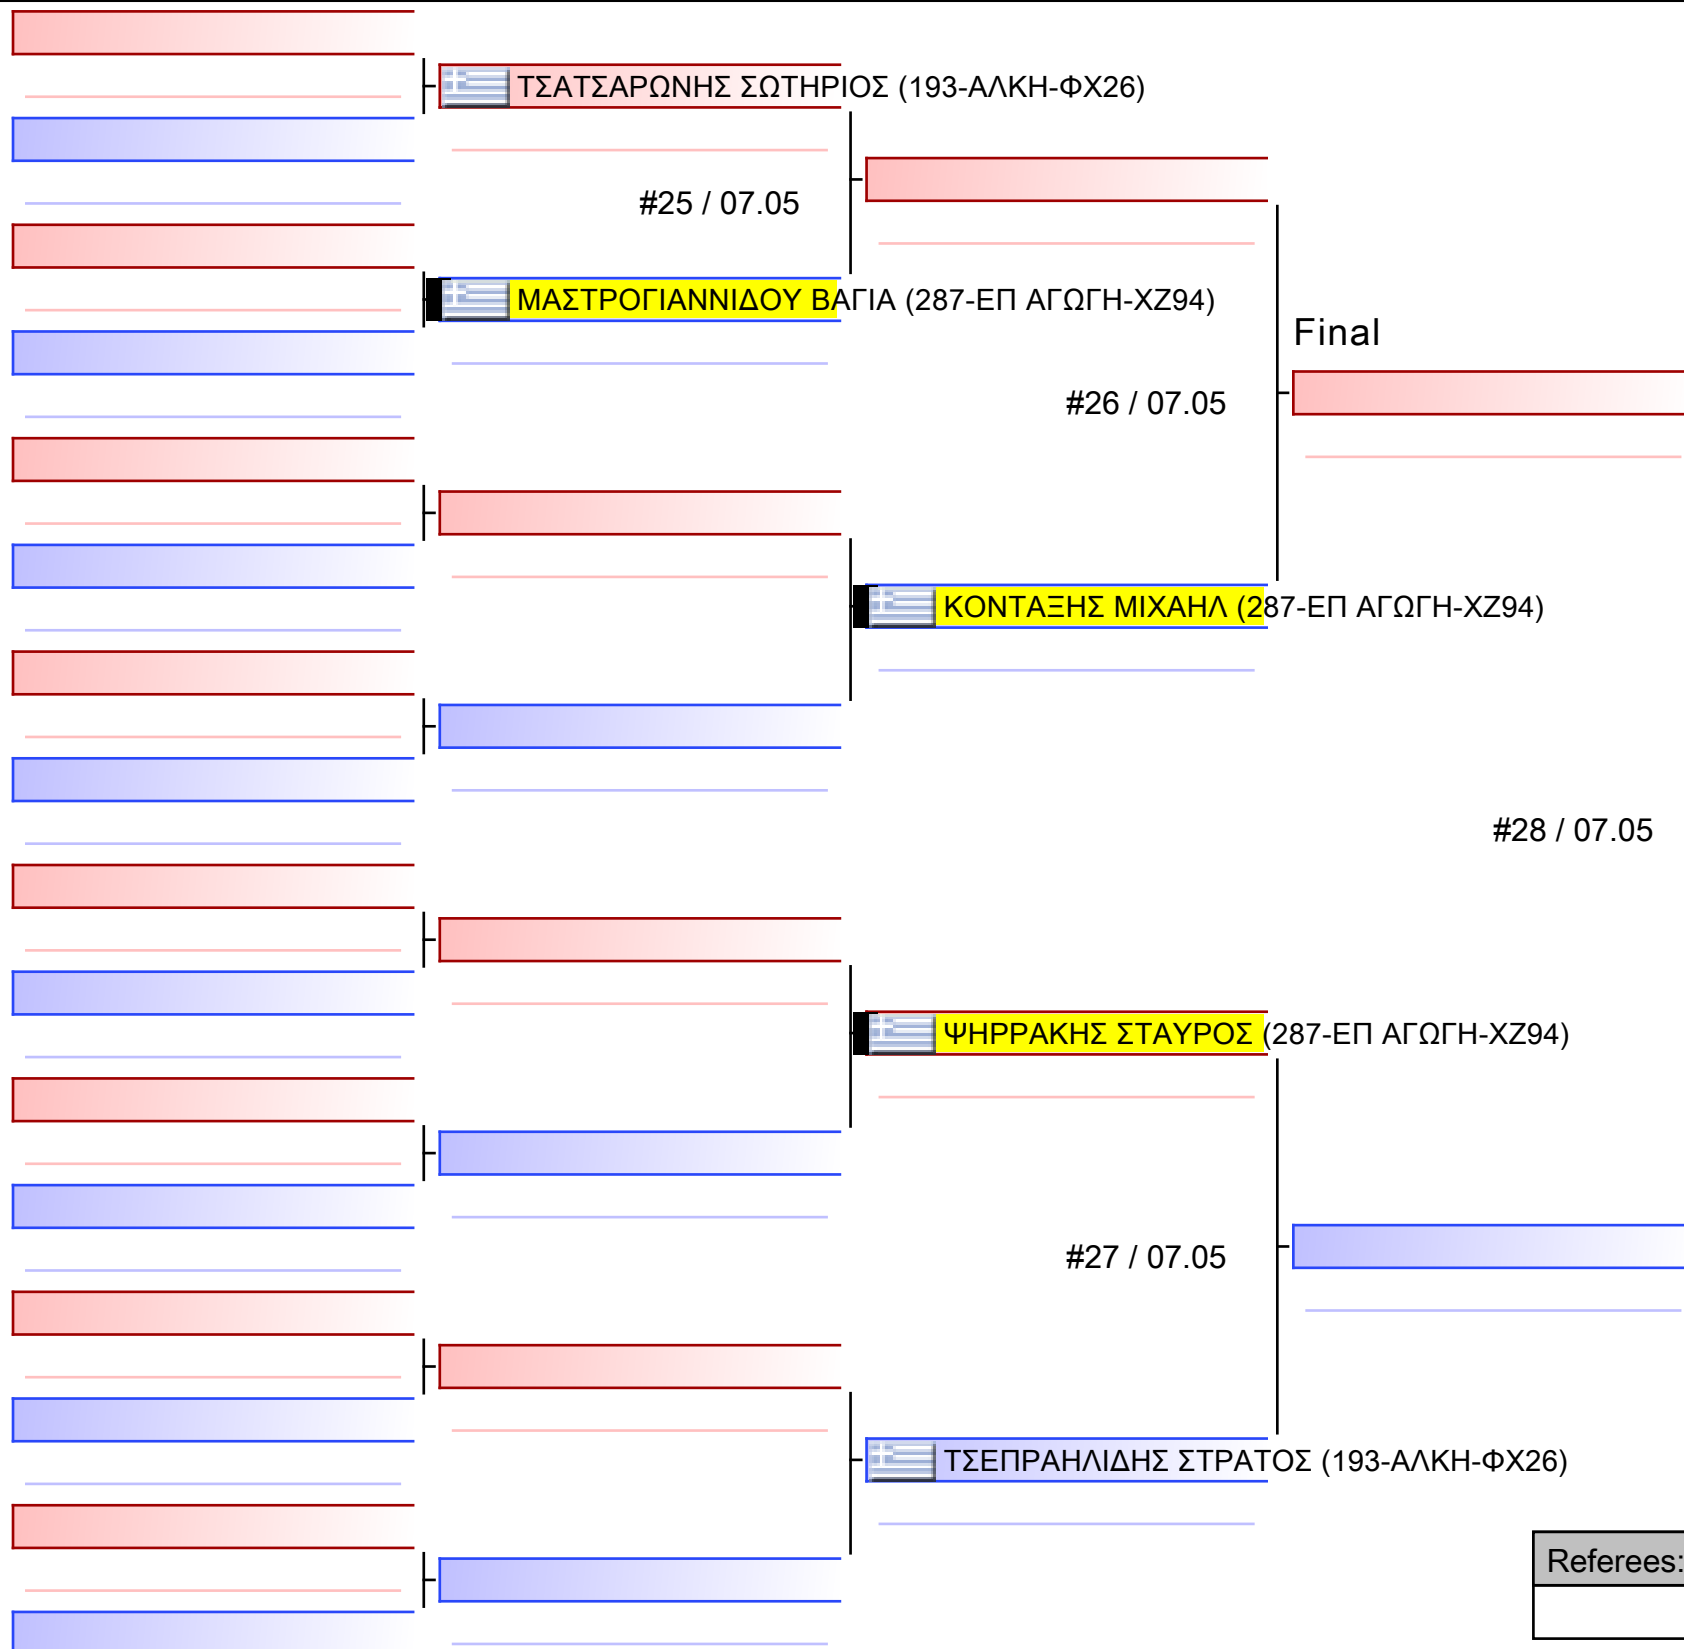 ΤΣΑΤΣΑΡΩΝΗΣ ΣΩΤΗΡΙΟΣ (193-ΑΛΚΗ-ΦΧ26)
#25 / 07.05
ΜΑΣΤΡΟΓΙΑΝΝΙΔΟΥ ΒΑΓΙΑ (287-ΕΠ ΑΓΩΓΗ-ΧΖ94)
Final
#26 / 07.05
ΚΟΝΤΑΞΗΣ ΜΙΧΑΗΛ (287-ΕΠ ΑΓΩΓΗ-ΧΖ94)
#28 / 07.05
ΨΗΡΡΑΚΗΣ ΣΤΑΥΡΟΣ (287-ΕΠ ΑΓΩΓΗ-ΧΖ94)
#27 / 07.05
ΤΣΕΠΡΑΗΛΙΔΗΣ ΣΤΡΑΤΟΣ (193-ΑΛΚΗ-ΦΧ26)
Referees: